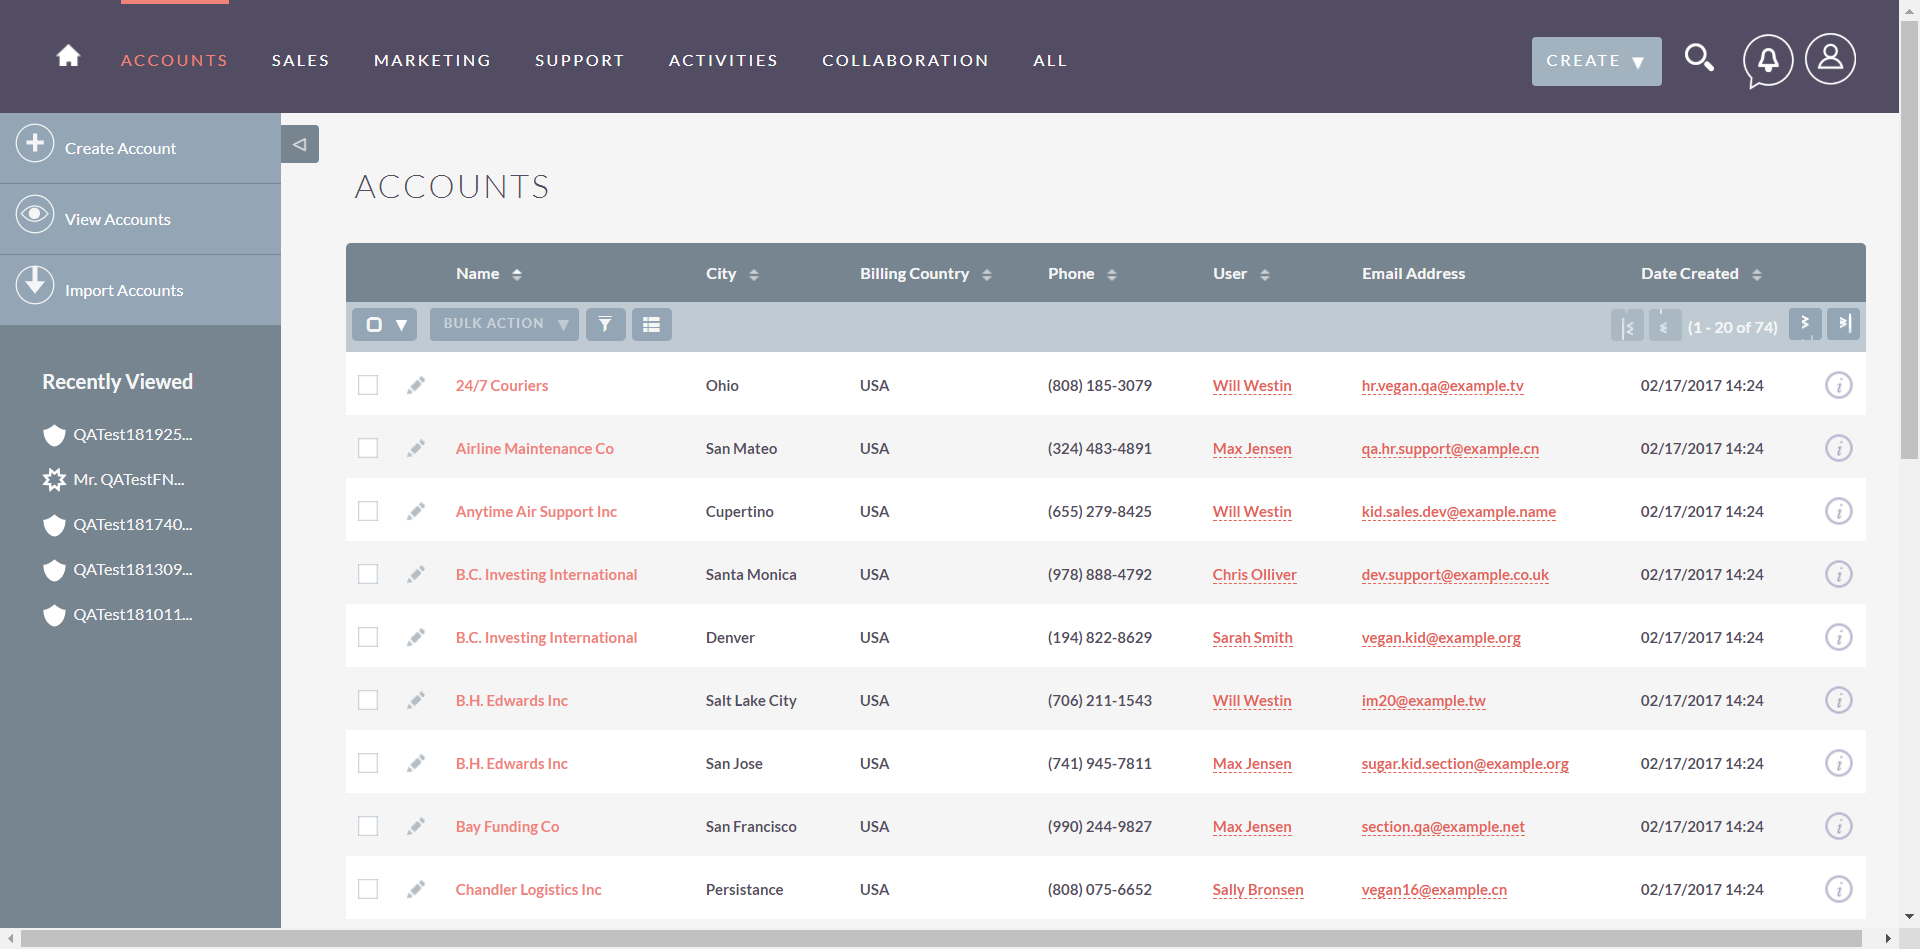 ACCOUNTS SALES MARKETING SUPPORT ACTIVITIES COLLABORATION ALL CREATE
Create Account
View Accounts
Import Accounts
Recently Viewed
QATest181925...
Mr. QATestFN...
QATest181740...
QATest181309...
QATest181011...
ACCOUNTS
Name City Billing Country Phone User Email Address Date Created
BULK ACTION (1 - 20 of 74)
24/7 Couriers Ohio USA (808) 185-3079 Will Westin hr.vegan.qa@example.tv 02/17/2017 14:24
Airline Maintenance Co San Mateo USA (324) 483-4891 Max Jensen qa.hr.support@example.cn 02/17/2017 14:24
Anytime Air Support Inc Cupertino USA (655) 279-8425 Will Westin kid.sales.dev@example.name 02/17/2017 14:24
B.C. Investing International Santa Monica USA (978) 888-4792 Chris Olliver dev.support@example.co.uk 02/17/2017 14:24
B.C. Investing International Denver USA (194) 822-8629 Sarah Smith vegan.kid@example.org 02/17/2017 14:24
B.H. Edwards Inc Salt Lake City USA (706) 211-1543 Will Westin im20@example.tw 02/17/2017 14:24
B.H. Edwards Inc San Jose USA (741) 945-7811 Max Jensen sugar.kid.section@example.org 02/17/2017 14:24
Bay Funding Co San Francisco USA (990) 244-9827 Max Jensen section.qa@example.net 02/17/2017 14:24
Chandler Logistics Inc Persistance USA (808) 075-6652 Sally Bronsen vegan16@example.cn 02/17/2017 14:24